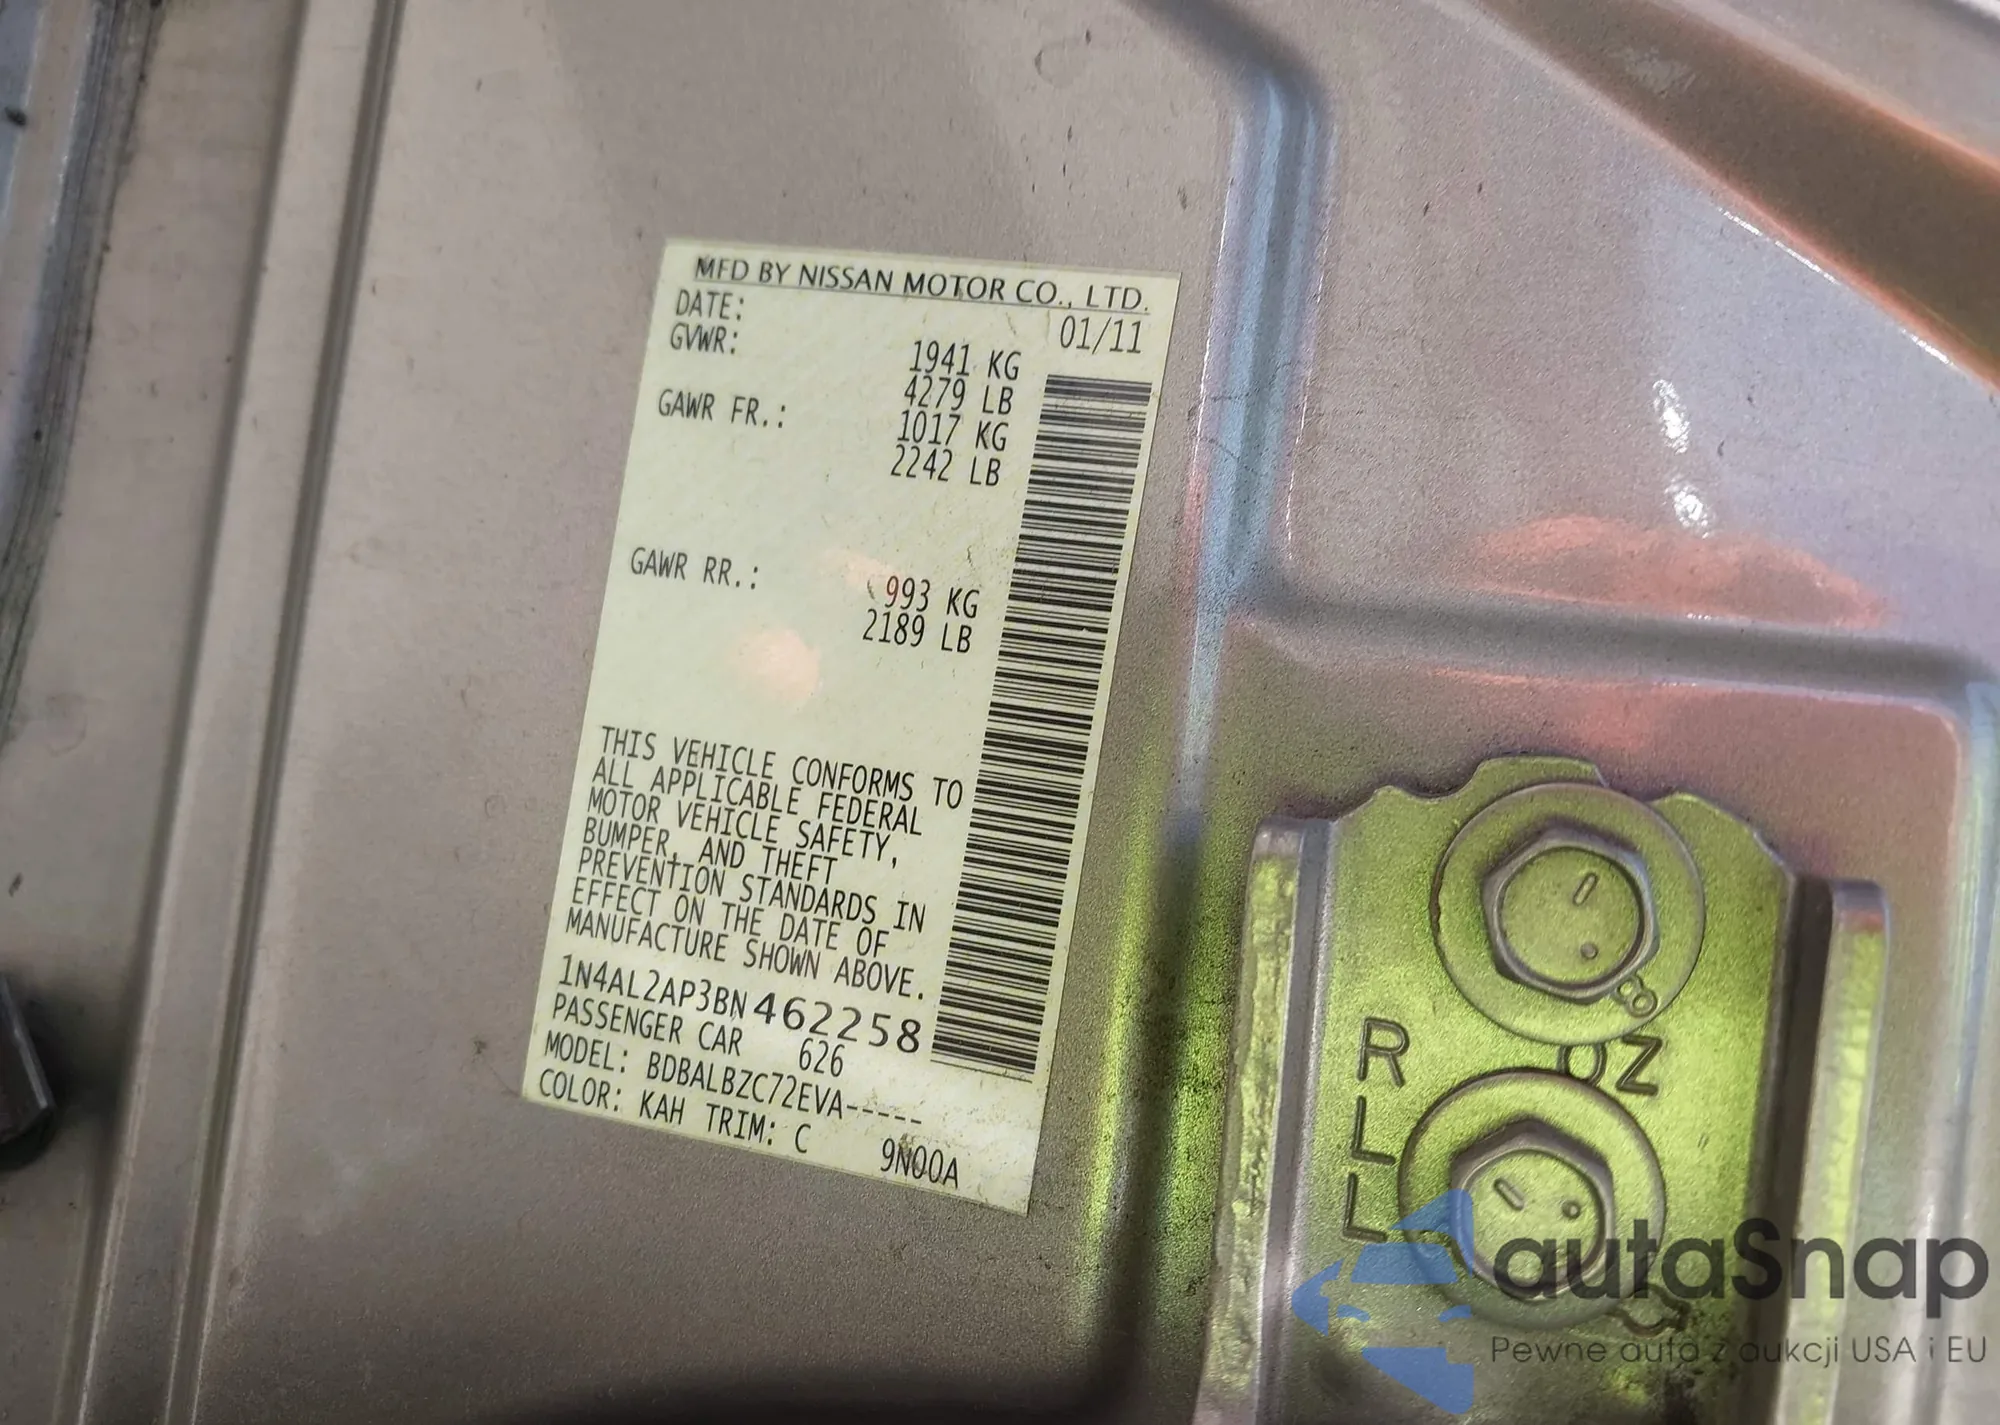 MFD BY NISSAN MOTOR CO., LTD.
DATE: 01/11
GVWR: 1941 KG
4279 LB
GAWR FR.: 1017 KG
2242 LB
GAWR RR.: 993 KG
2189 LB
THIS VEHICLE CONFORMS TO
ALL APPLICABLE FEDERAL
MOTOR VEHICLE SAFETY,
BUMPER, AND THEFT
PREVENTION STANDARDS IN
EFFECT ON THE DATE OF
MANUFACTURE SHOWN ABOVE.
1N4AL2AP3BN462258
PASSENGER CAR 626
MODEL: BDBALBZC72EVA-----
COLOR: KAH TRIM: C 9N00A
8
R
L
L
autaSnap
Pewne auta z aukcji USA i EU